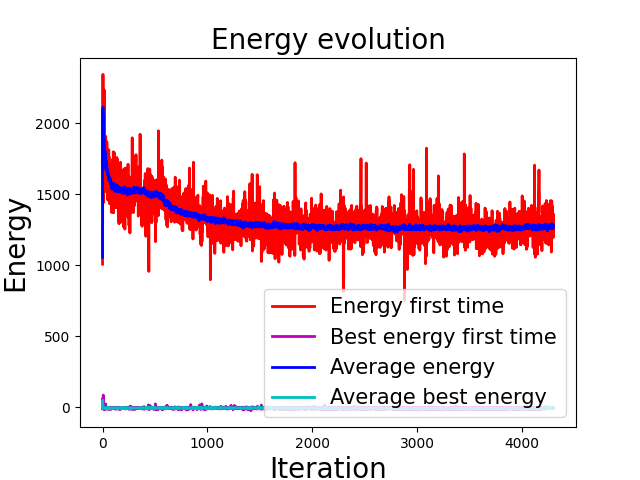 Energy evolution
Energy
2000
1500
1000
500
0
Energy first time
Best energy first time
Average energy
Average best energy
0 1000 2000 3000 4000
Iteration